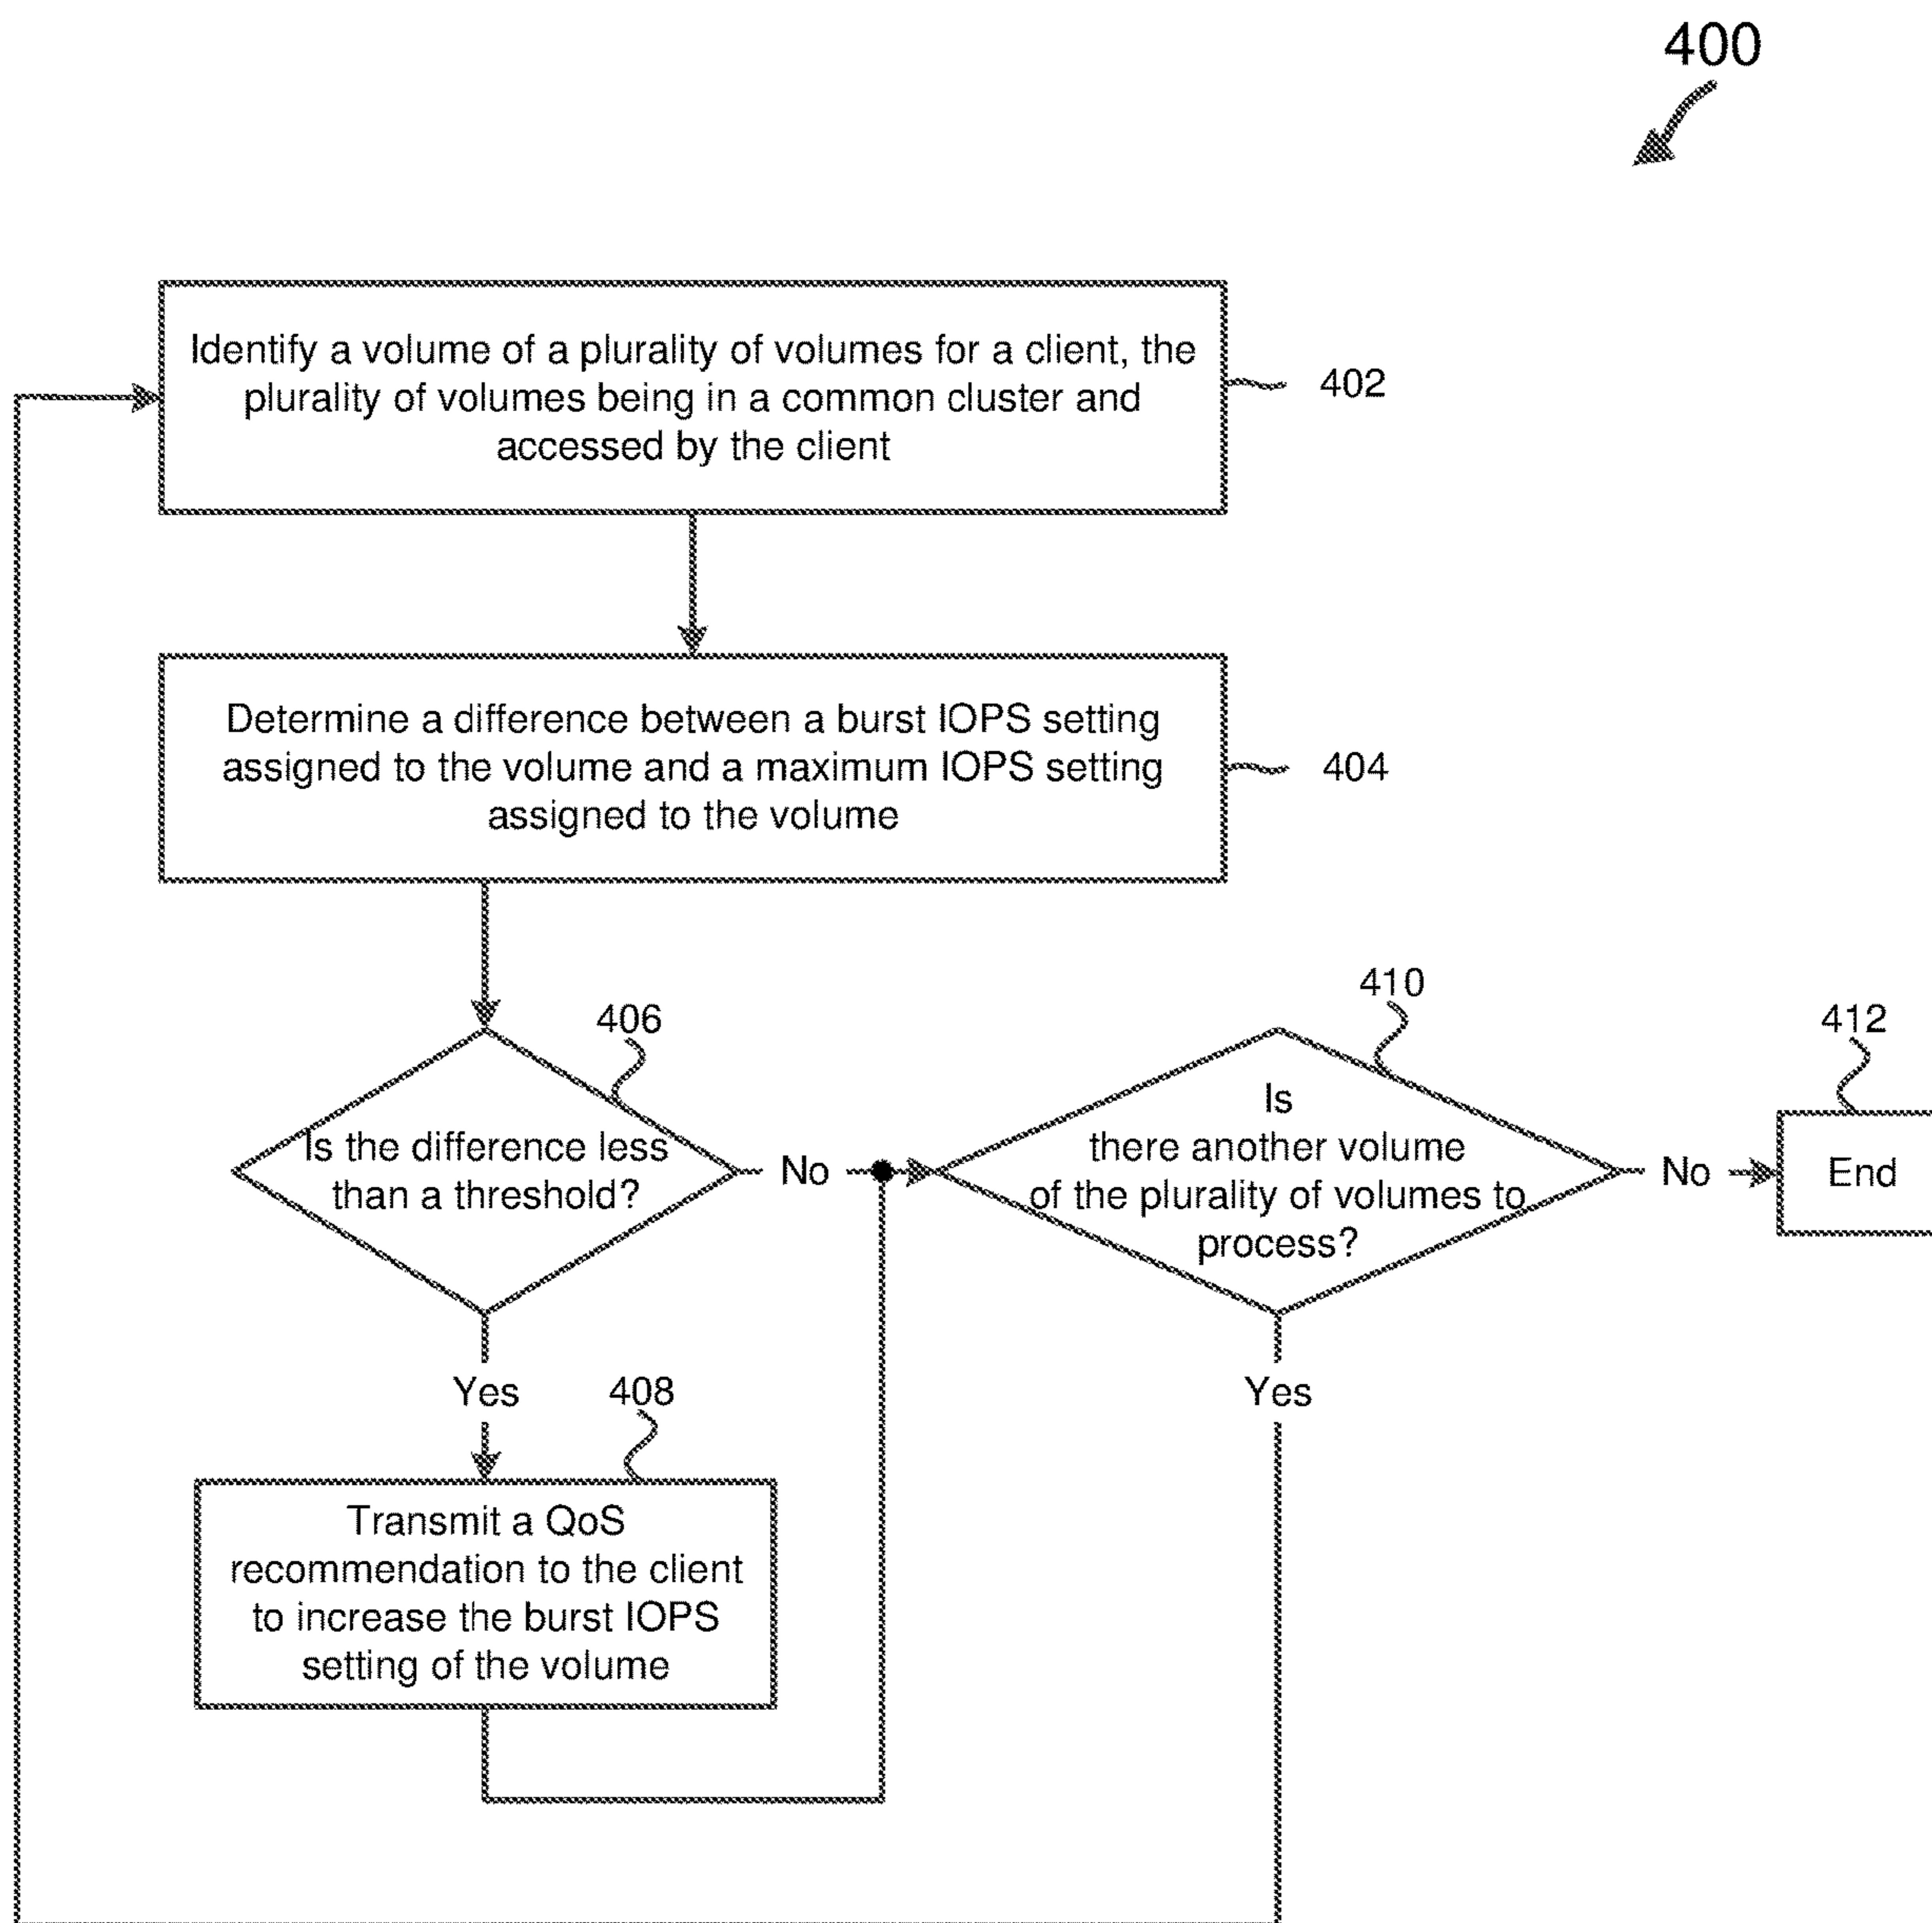 400
Identify a volume of a plurality of volumes for a client, the
plurality of volumes being in a common cluster and
accessed by the client
402
Determine a difference between a burst IOPS setting
assigned to the volume and a maximum IOPS setting
assigned to the volume
404
406
Is the difference less
than a threshold?
No
410
Is
there another volume
of the plurality of volumes to
process?
No
412
End
Yes
408
Yes
Transmit a QoS
recommendation to the client
to increase the burst IOPS
setting of the volume